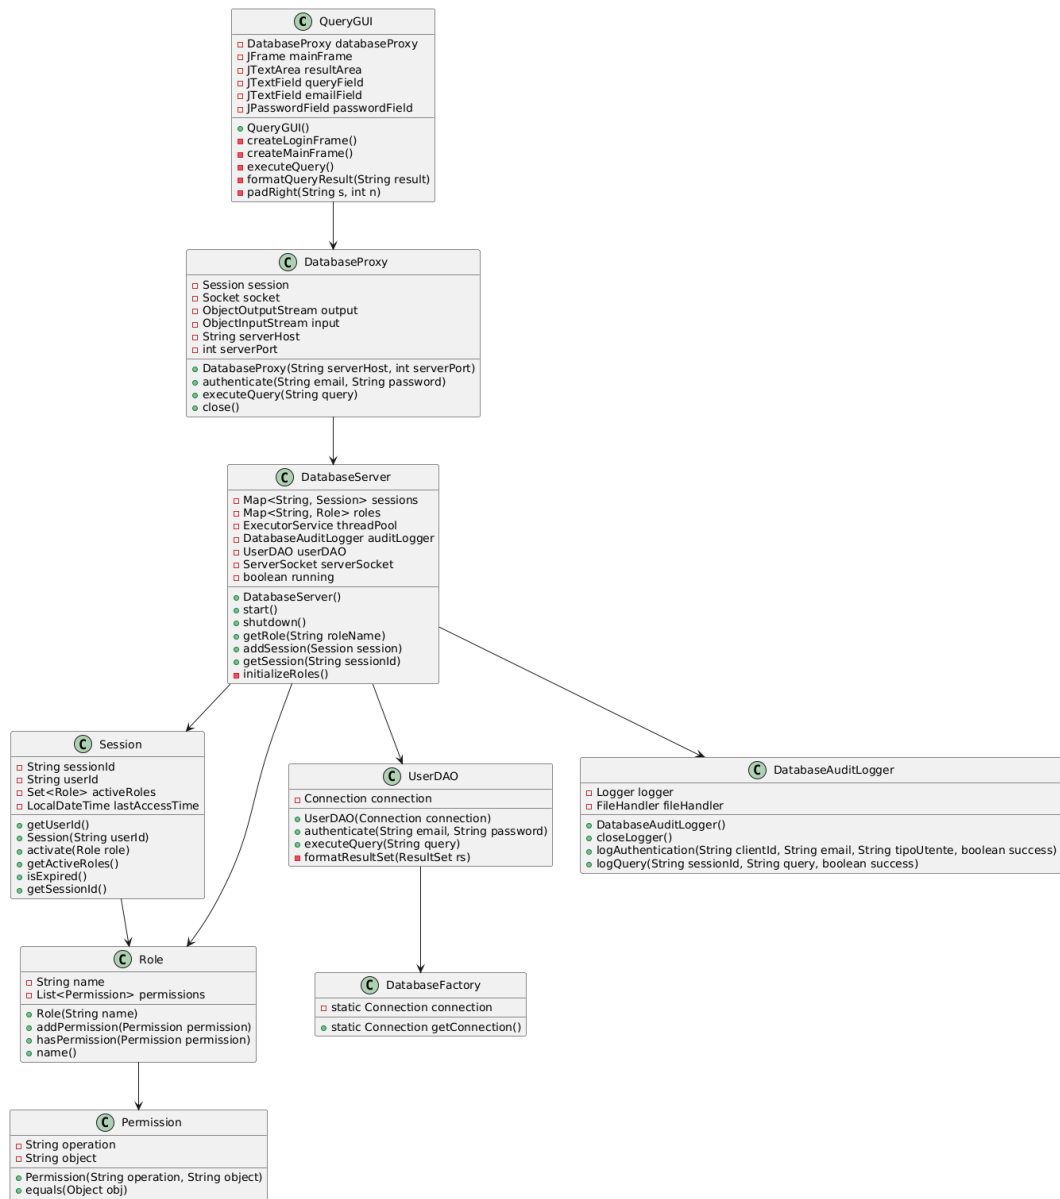 C QueryGUI
DatabaseProxy databaseProxy
JFrame mainFrame
JTextArea resultArea
JTextField queryField
JTextField emailField
JPasswordField passwordField
QueryGUI()
createLoginFrame()
createMainFrame()
executeQuery()
formatQueryResult(String result)
padRight(String s, int n)
C DatabaseProxy
Session session
Socket socket
ObjectOutputStream output
ObjectInputStream input
String serverHost
int serverPort
DatabaseProxy(String serverHost, int serverPort)
authenticate(String email, String password)
executeQuery(String query)
close()
C DatabaseServer
Map<String, Session> sessions
Map<String, Role> roles
ExecutorService threadPool
DatabaseAuditLogger auditLogger
UserDAO userDAO
ServerSocket serverSocket
boolean running
DatabaseServer()
start()
shutdown()
getRole(String roleName)
addSession(Session session)
getSession(String sessionId)
initializeRoles()
C Session
String sessionId
String userId
Set<Role> activeRoles
LocalDateTime lastAccessTime
getUserId()
Session(String userId)
activate(Role role)
getActiveRoles()
isExpired()
getSessionId()
C UserDAO
Connection connection
UserDAO(Connection connection)
authenticate(String email, String password)
executeQuery(String query)
formatResultSet(ResultSet rs)
C DatabaseAuditLogger
Logger logger
FileHandler fileHandler
DatabaseAuditLogger()
closeLogger()
logAuthentication(String clientId, String email, String tipoUtente, boolean success)
logQuery(String sessionId, String query, boolean success)
C Role
String name
List<Permission> permissions
Role(String name)
addPermission(Permission permission)
hasPermission(Permission permission)
name()
C DatabaseFactory
static Connection connection
static Connection getConnection()
C Permission
String operation
String object
Permission(String operation, String object)
equals(Object obj)